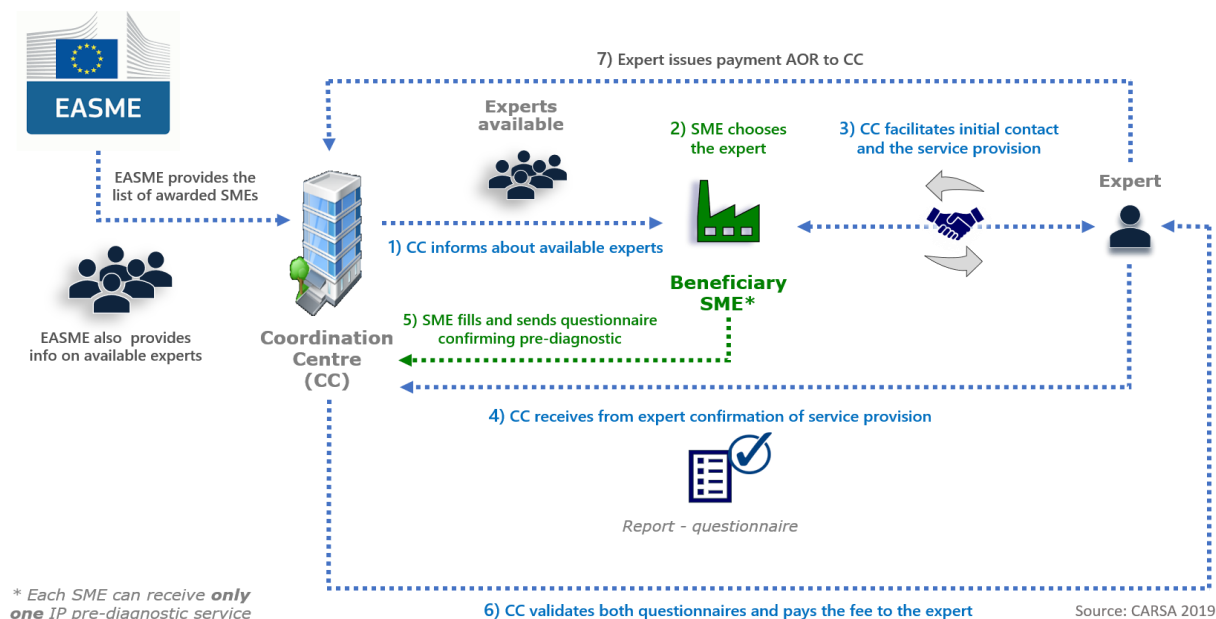 EASME
7) Expert issues payment AOR to CC
Experts
available
2) SME chooses
the expert
3) CC facilitates initial contact
and the service provision
EASME provides the
list of awarded SMEs
Expert
1) CC informs about available experts
Beneficiary
SME*
EASME also  provides
info on available experts
Coordination
Centre
(CC)
5) SME fills and sends questionnaire
confirming pre-diagnostic
4) CC receives from expert confirmation of service provision
Report - questionnaire
* Each SME can receive only
one IP pre-diagnostic service
6) CC validates both questionnaires and pays the fee to the expert
Source: CARSA 2019